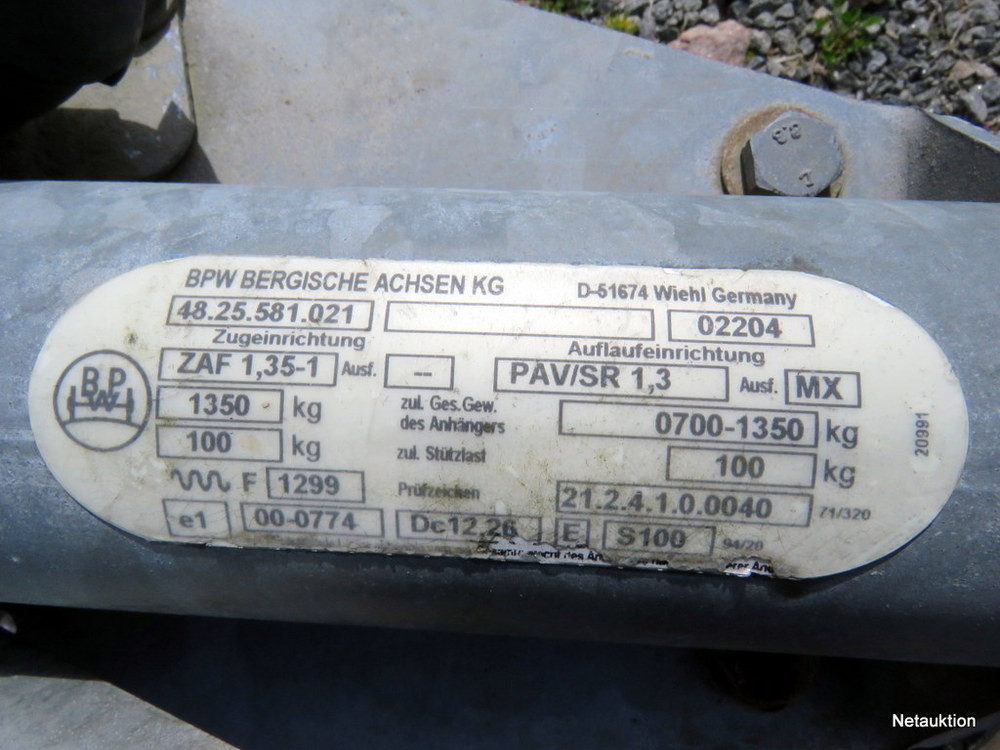 8.8
BPW BERGISCHE ACHSEN KG D-51674 Wiehl Germany
48.25.581.021 02204
Zugeinrichtung Auflaufeinrichtung
ZAF 1,35-1 Ausf. -- PAV/SR 1,3 Ausf. MX
BPW
1350 kg zul. Ges.Gew. des Anhängers 0700-1350 kg
100 kg zul. Stützlast 100 kg
F 1299 Prüfzeichen 21.2.4.1.0.0040 71/320
e1 00-0774 Dc12,26 E S100 94/20
20991
Netauktion